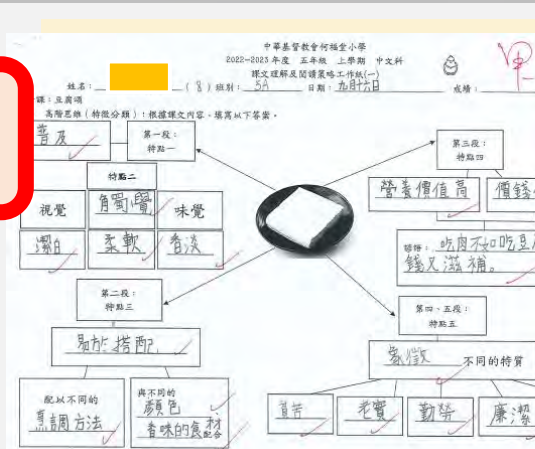 中華基督教會何福堂小學
2022-2023 年度 五年級 上學期 中文科
課文理解及閱讀策略工作紙(一)
姓名：____ ( 8 ) 班別： 5A 日期： 九月十六日 成績：
課：豆腐頌
高階思維（特徵分類）：根據課文內容，填寫以下答案。
普及
第一段：
特點一
特點二
視覺 觸覺 味覺
潔白 柔軟 香淡
第三段：
特點四
營養價值高 價錢
諺語：吃肉不如吃豆
錢又滋補。
第二段：
特點三
易於搭配
配以不同的
烹調方法
與不同的
顏色
香味的食材
配合
第四、五段：
特點五
象徵 不同的特質
甘苦 老實 勤勞 廉潔